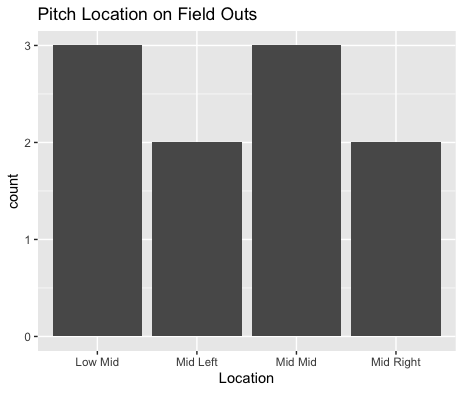 Pitch Location on Field Outs
3
2
1
0
count
Low Mid
Mid Left
Mid Mid
Mid Right
Location